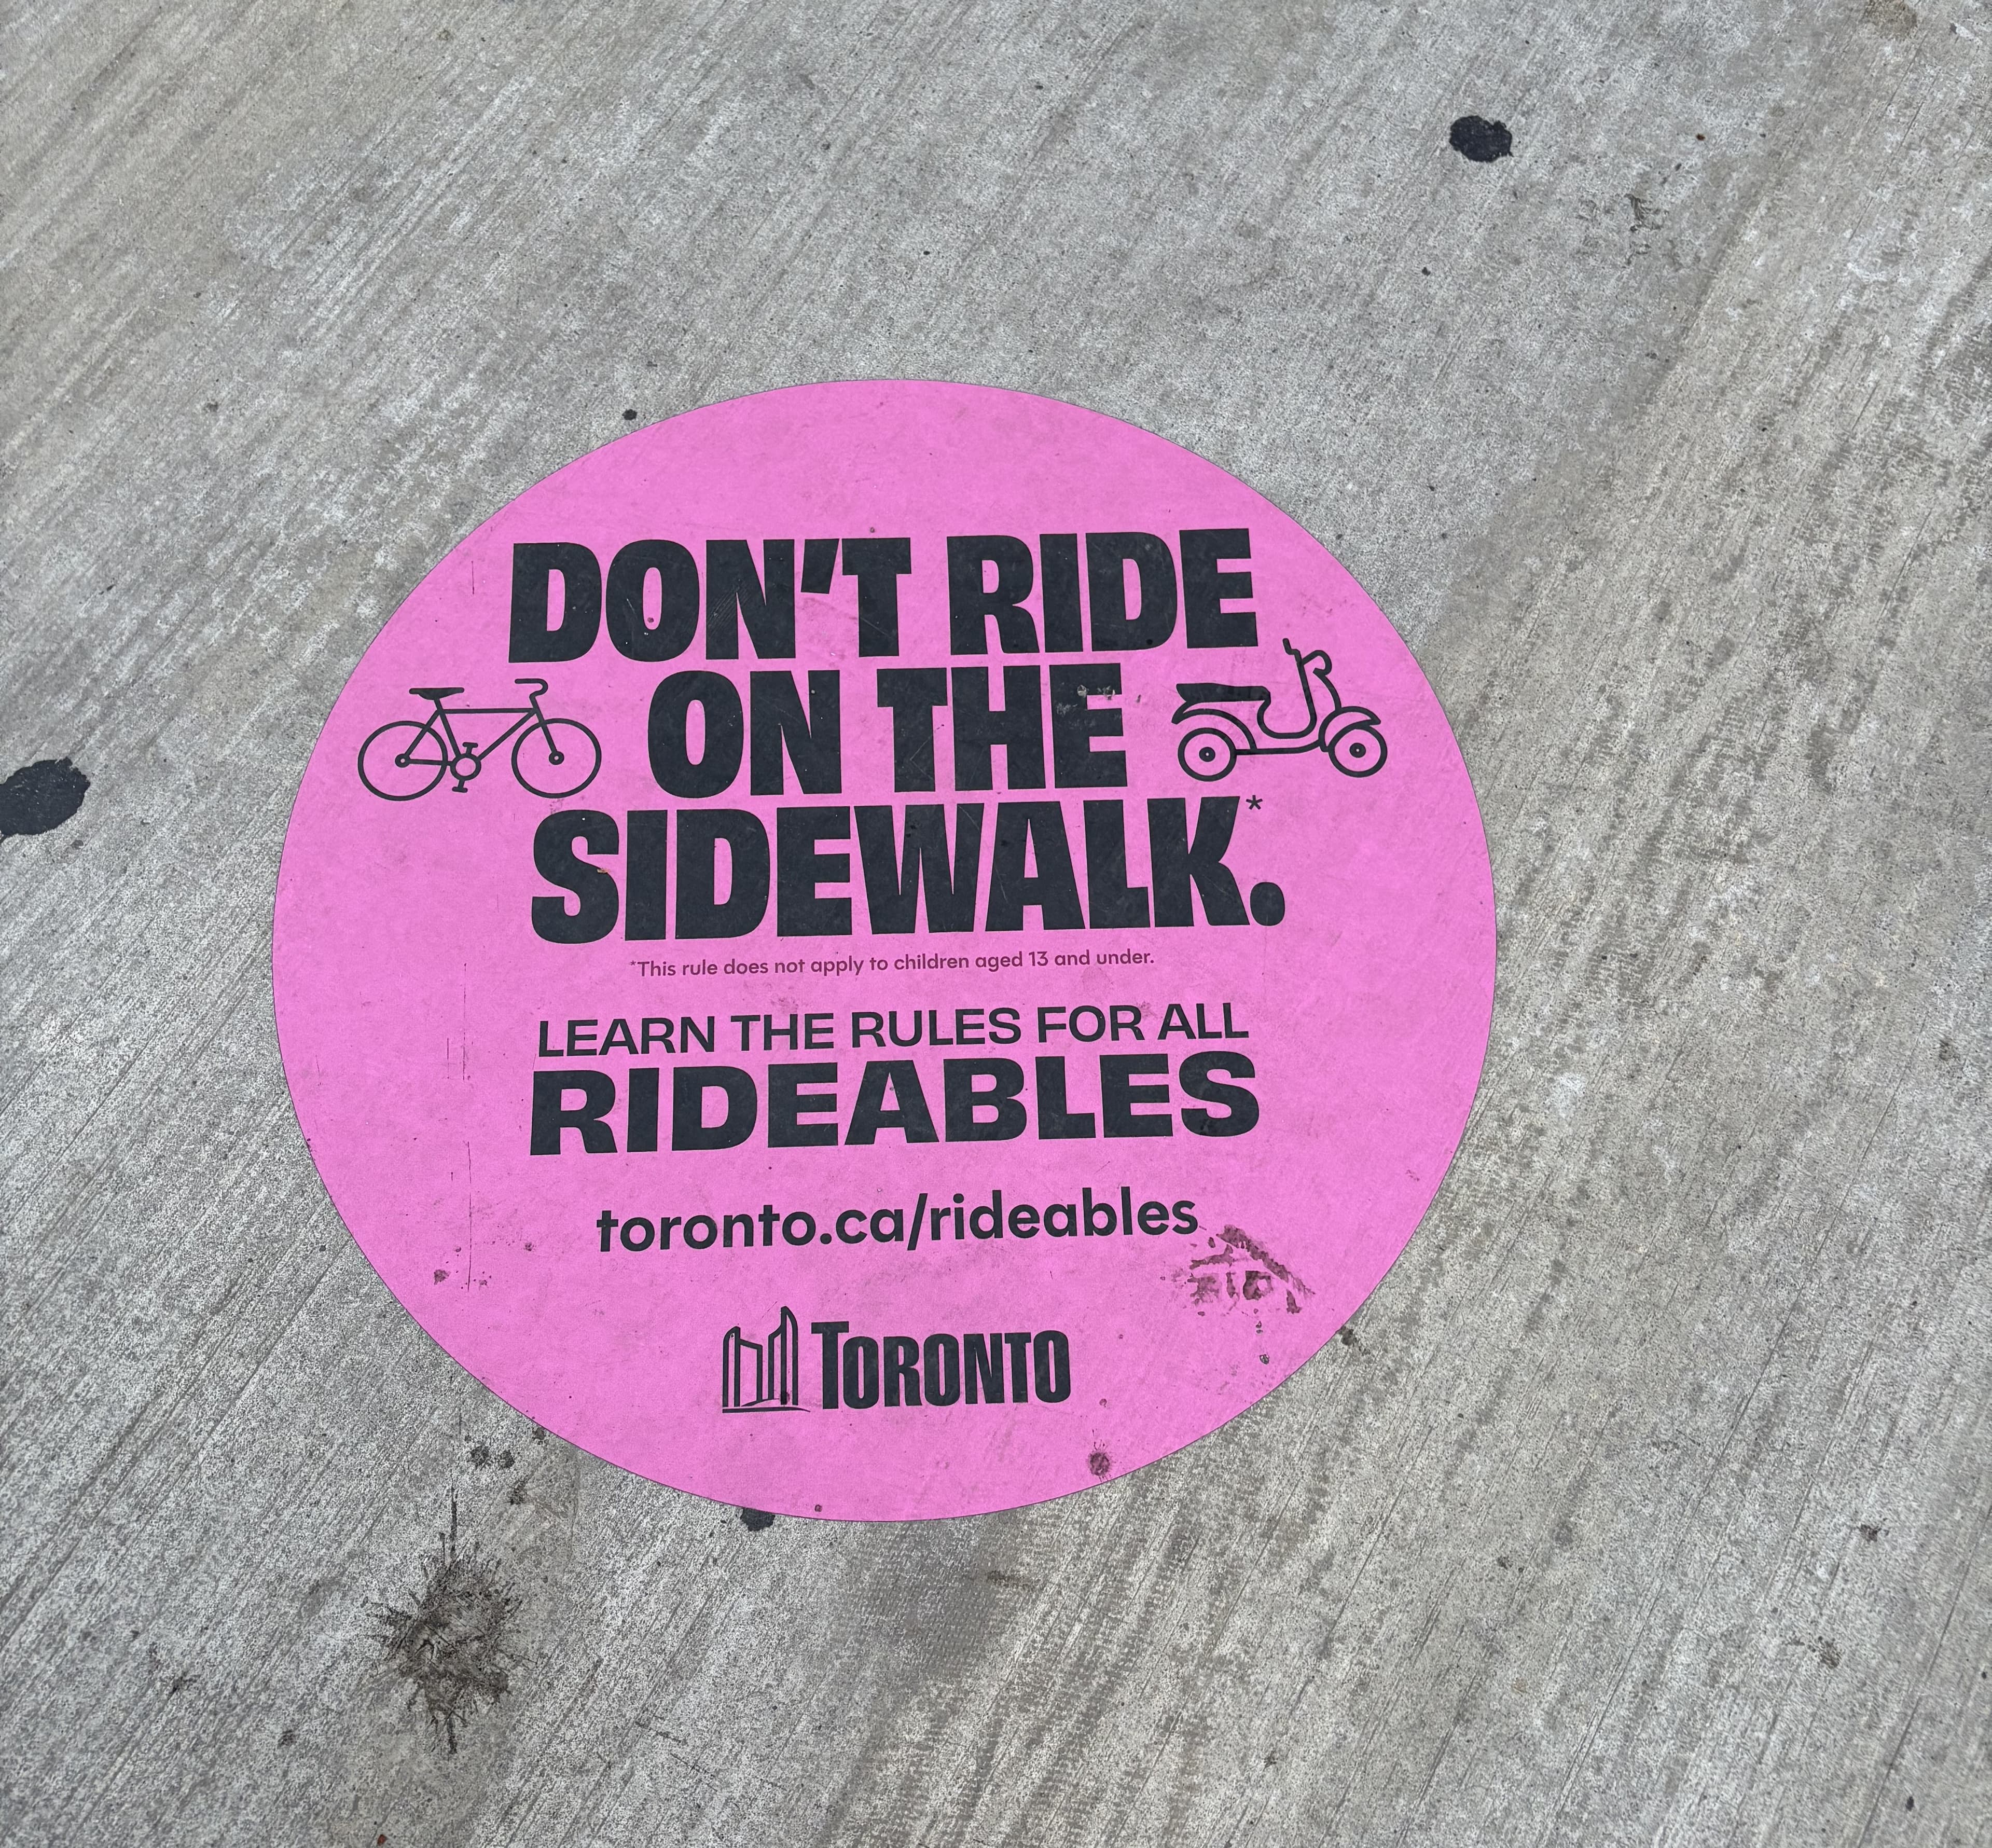 DON'T RIDE
ON THE
SIDEWALK.*
*This rule does not apply to children aged 13 and under.
LEARN THE RULES FOR ALL
RIDEABLES
toronto.ca/rideables
TORONTO